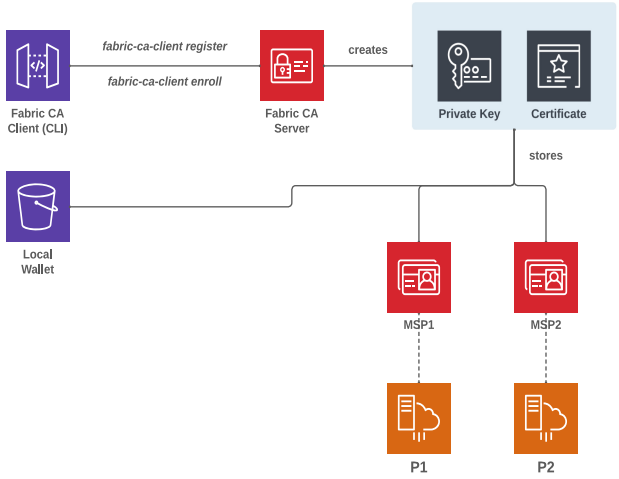 fabric-ca-client register
fabric-ca-client enroll
creates
Private Key
Certificate
Fabric CA
Client (CLI)
Fabric CA
Server
stores
Local
Wallet
MSP1
MSP2
P1
P2